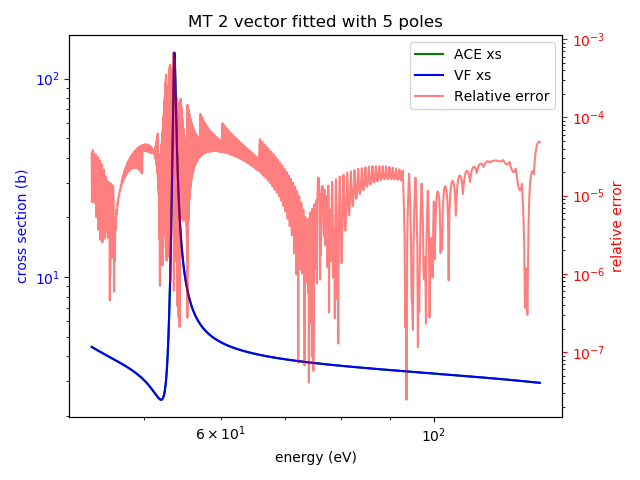 MT 2 vector fitted with 5 poles
ACE xs
VF xs
Relative error
cross section (b)
10²
10¹
relative error
10⁻³
10⁻⁴
10⁻⁵
10⁻⁶
10⁻⁷
6 × 10¹
10²
energy (eV)